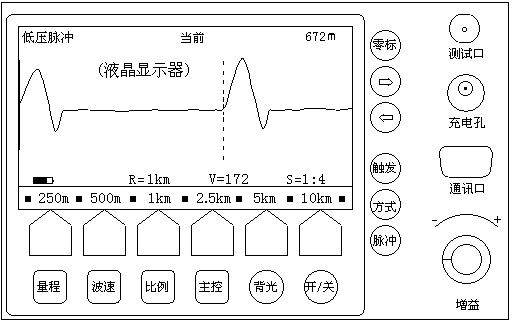 低压脉冲 当前 672m
(液晶显示器)
R=1km V=172 S=1:4
■ 250m ■ 500m ■ 1km ■ 2.5km ■ 5km ■ 10km ■
量程 波速 比例 主控 背光 开/关
零标
⇨
⇦
触发
方式
脉冲
测试口
充电孔
通讯口
- +
增益